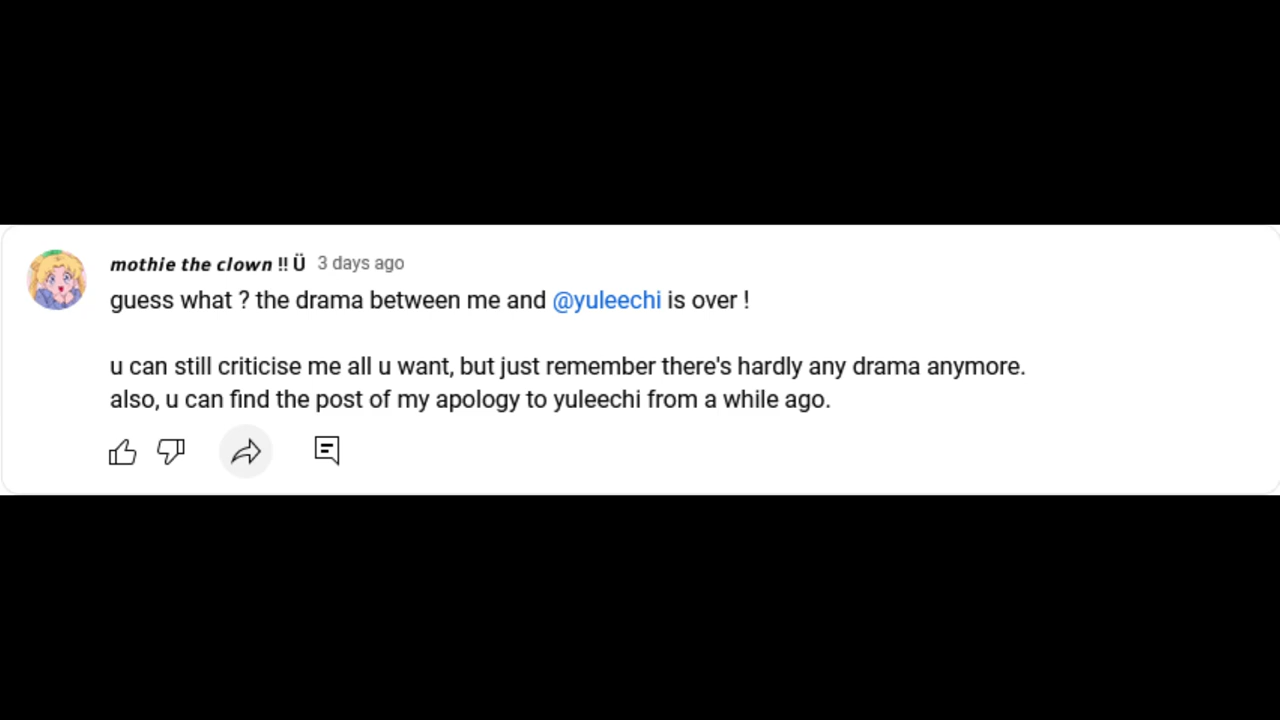 mothie the clown !! Ü 3 days ago
guess what ? the drama between me and @yuleechi is over !
u can still criticise me all u want, but just remember there's hardly any drama anymore.
also, u can find the post of my apology to yuleechi from a while ago.